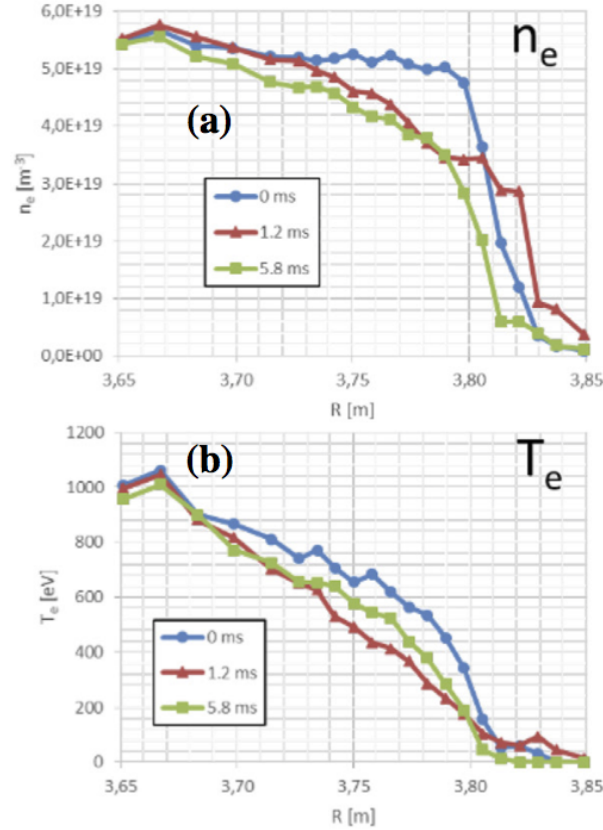 6,0E+19
n_e
5,0E+19
4,0E+19
(a)
n_e [m^-3]
3,0E+19
0 ms
1.2 ms
2,0E+19
5.8 ms
1,0E+19
0,0E+00
3,65 3,70 3,75 3,80 3,85
R [m]
1200
(b)
T_e
1000
800
600
T_e [eV]
400
0 ms
1.2 ms
200
5.8 ms
0
3,65 3,70 3,75 3,80 3,85
R [m]